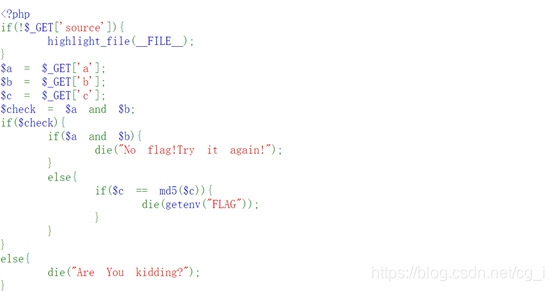 <?php
if(!$_GET['source']){
highlight_file(__FILE__);
}
$a = $_GET['a'];
$b = $_GET['b'];
$c = $_GET['c'];
$check = $a and $b;
if($check){
if($a and $b){
die("No flag!Try it again!");
}
else{
if($c == md5($c)){
die(getenv("FLAG"));
}
}
}
else{
die("Are You kidding?");
}
https://blog.csdn.net/cg_i